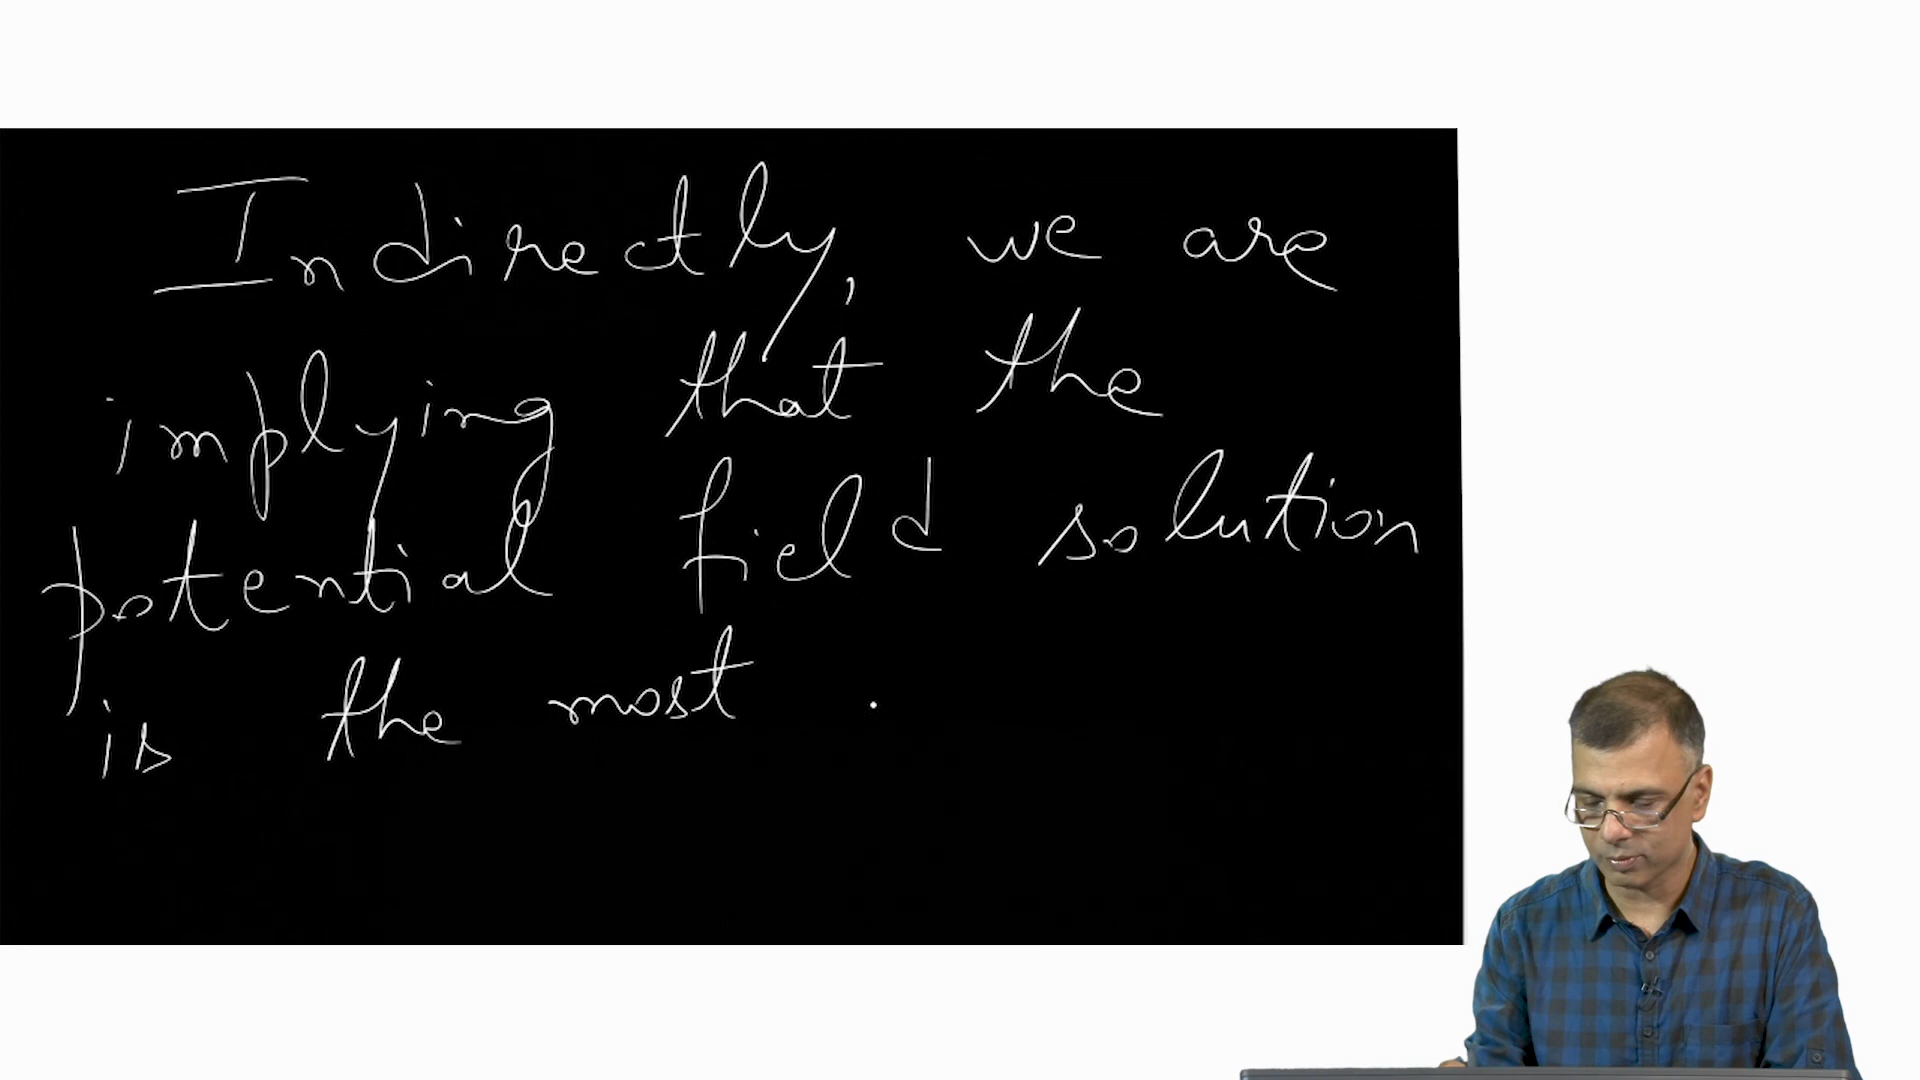 Indirectly, we are
implying that the
potential field solution
is the most .